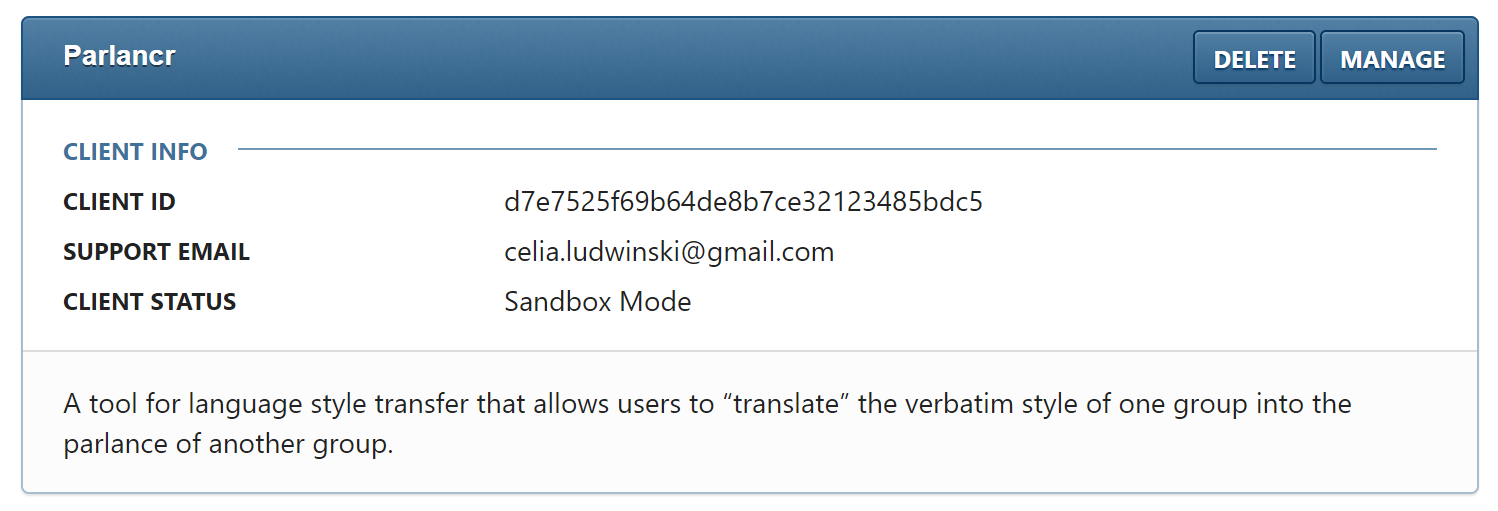 Parlancr
DELETE
MANAGE
CLIENT INFO
CLIENT ID
d7e7525f69b64de8b7ce32123485bdc5
SUPPORT EMAIL
celia.ludwinski@gmail.com
CLIENT STATUS
Sandbox Mode
A tool for language style transfer that allows users to “translate” the verbatim style of one group into the
parlance of another group.